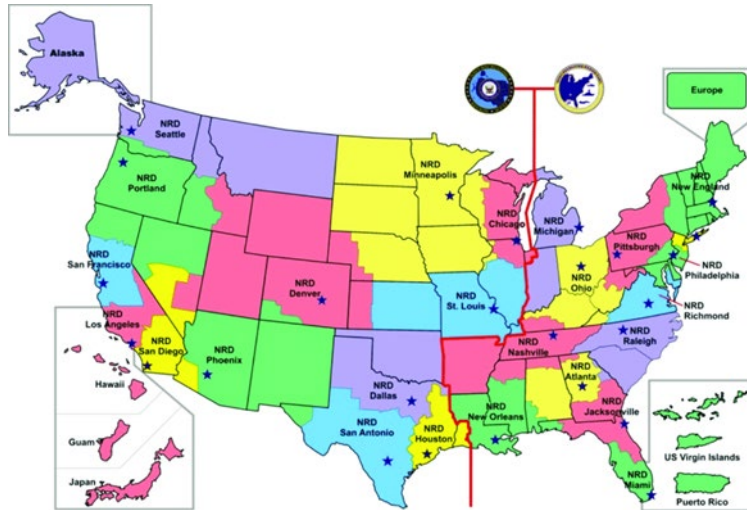 Alaska
Europe
NRD
Seattle
NRD
Portland
NRD
Minneapolis
NRD
New England
NRD
Chicago
NRD
Michigan
NRD
Pittsburgh
NRD
Philadelphia
NRD
San Francisco
NRD
Denver
NRD
St. Louis
NRD
Ohio
NRD
Richmond
NRD
Los Angeles
NRD
San Diego
NRD
Phoenix
NRD
Nashville
NRD
Raleigh
NRD
Dallas
NRD
Atlanta
NRD
Jacksonville
NRD
New Orleans
NRD
San Antonio
NRD
Houston
NRD
Miami
Hawaii
Guam
Japan
US Virgin Islands
Puerto Rico